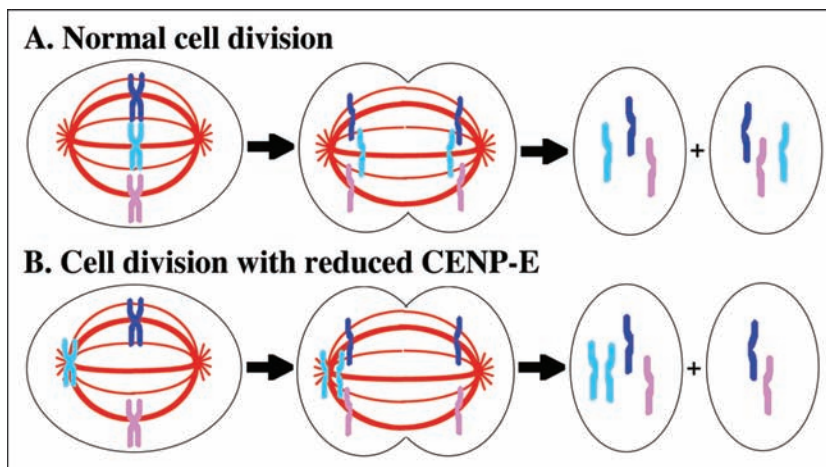 A. Normal cell division
+
B. Cell division with reduced CENP-E
+